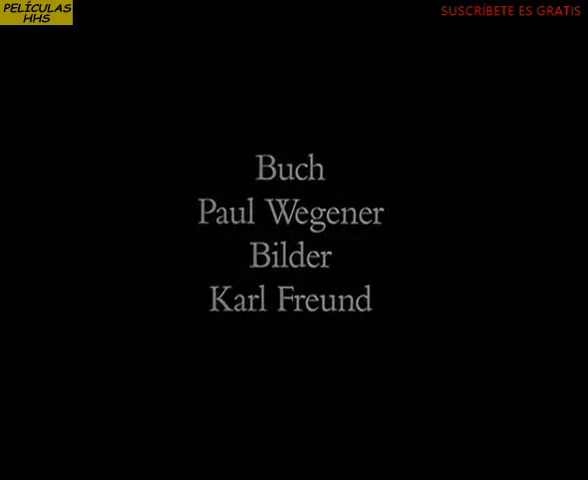 PELÍCULAS
HHS
SUSCRÍBETE ES GRATIS
Buch
Paul Wegener
Bilder
Karl Freund